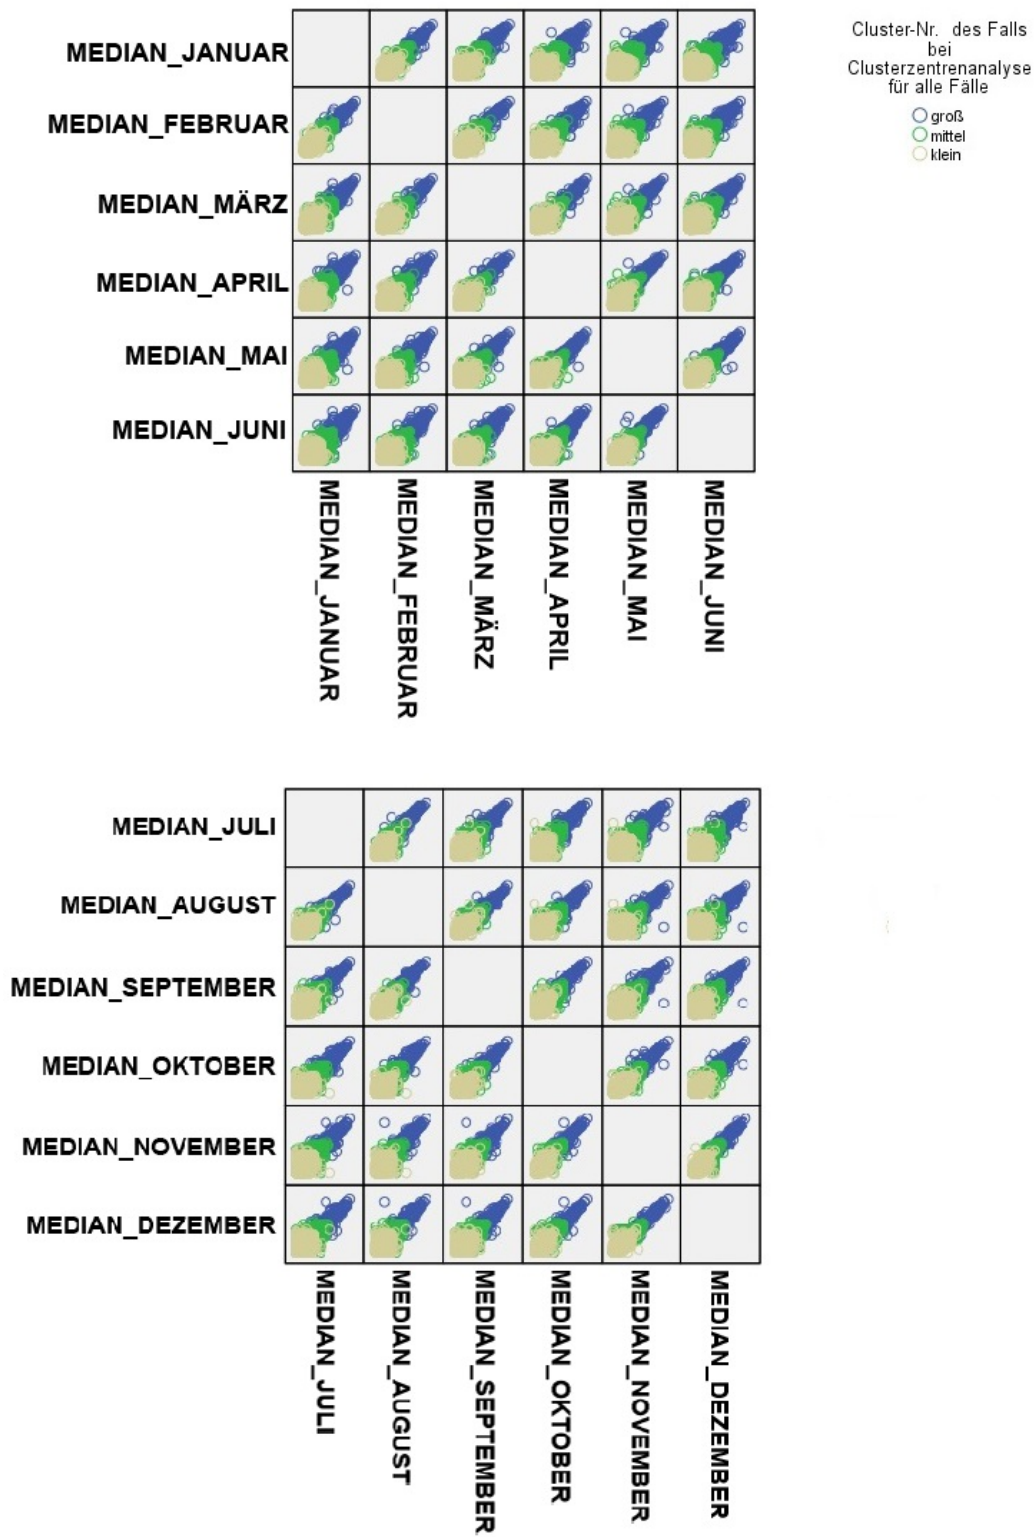 MEDIAN_JANUAR
MEDIAN_FEBRUAR
MEDIAN_MÄRZ
MEDIAN_APRIL
MEDIAN_MAI
MEDIAN_JUNI
MEDIAN_JANUAR
MEDIAN_FEBRUAR
MEDIAN_MÄRZ
MEDIAN_APRIL
MEDIAN_MAI
MEDIAN_JUNI
Cluster-Nr. des Falls
bei
Clusterzentrenanalyse
für alle Fälle
groß
mittel
klein
MEDIAN_JULI
MEDIAN_AUGUST
MEDIAN_SEPTEMBER
MEDIAN_OKTOBER
MEDIAN_NOVEMBER
MEDIAN_DEZEMBER
MEDIAN_JULI
MEDIAN_AUGUST
MEDIAN_SEPTEMBER
MEDIAN_OKTOBER
MEDIAN_NOVEMBER
MEDIAN_DEZEMBER